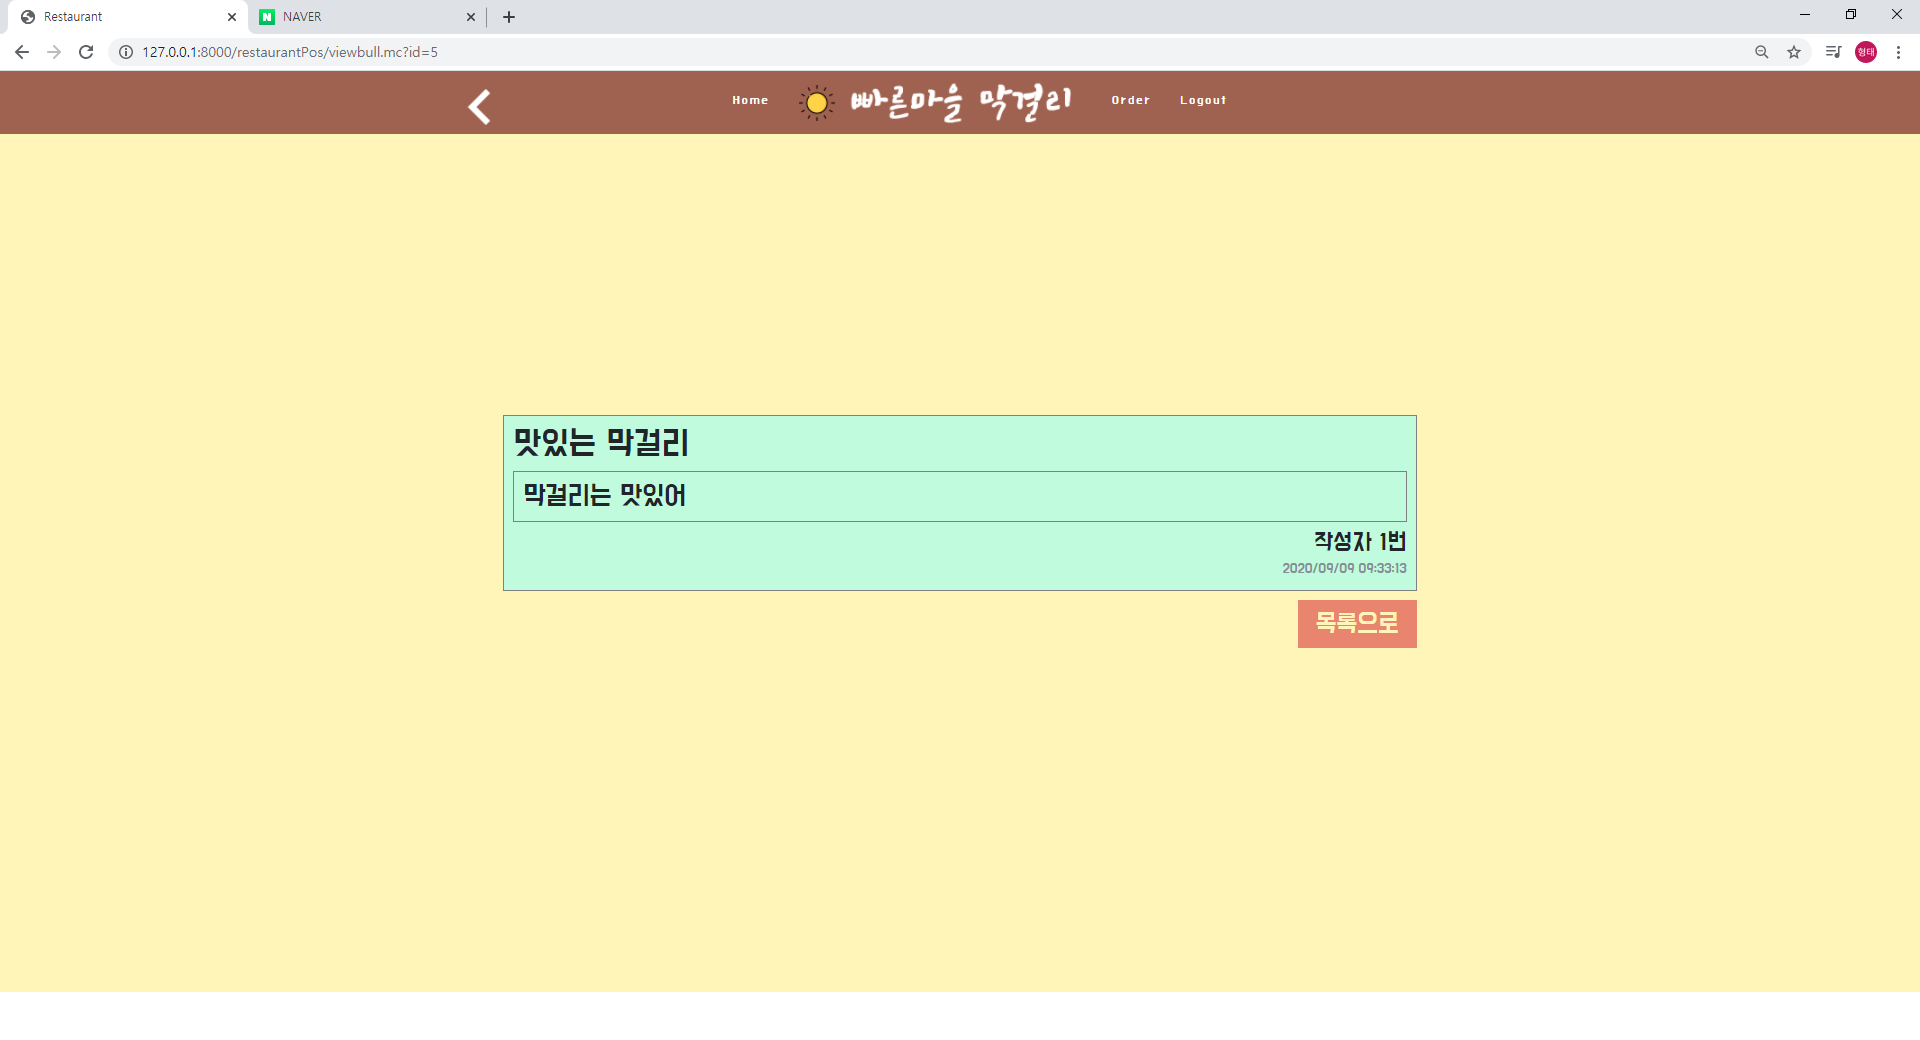 Restaurant
NAVER
127.0.0.1:8000/restaurantPos/viewbull.mc?id=5
형태
Home
빠른마을 막걸리
Order
Logout
맛있는 막걸리
막걸리는 맛있어
작성자 1번
2020/09/09 09:33:13
목록으로